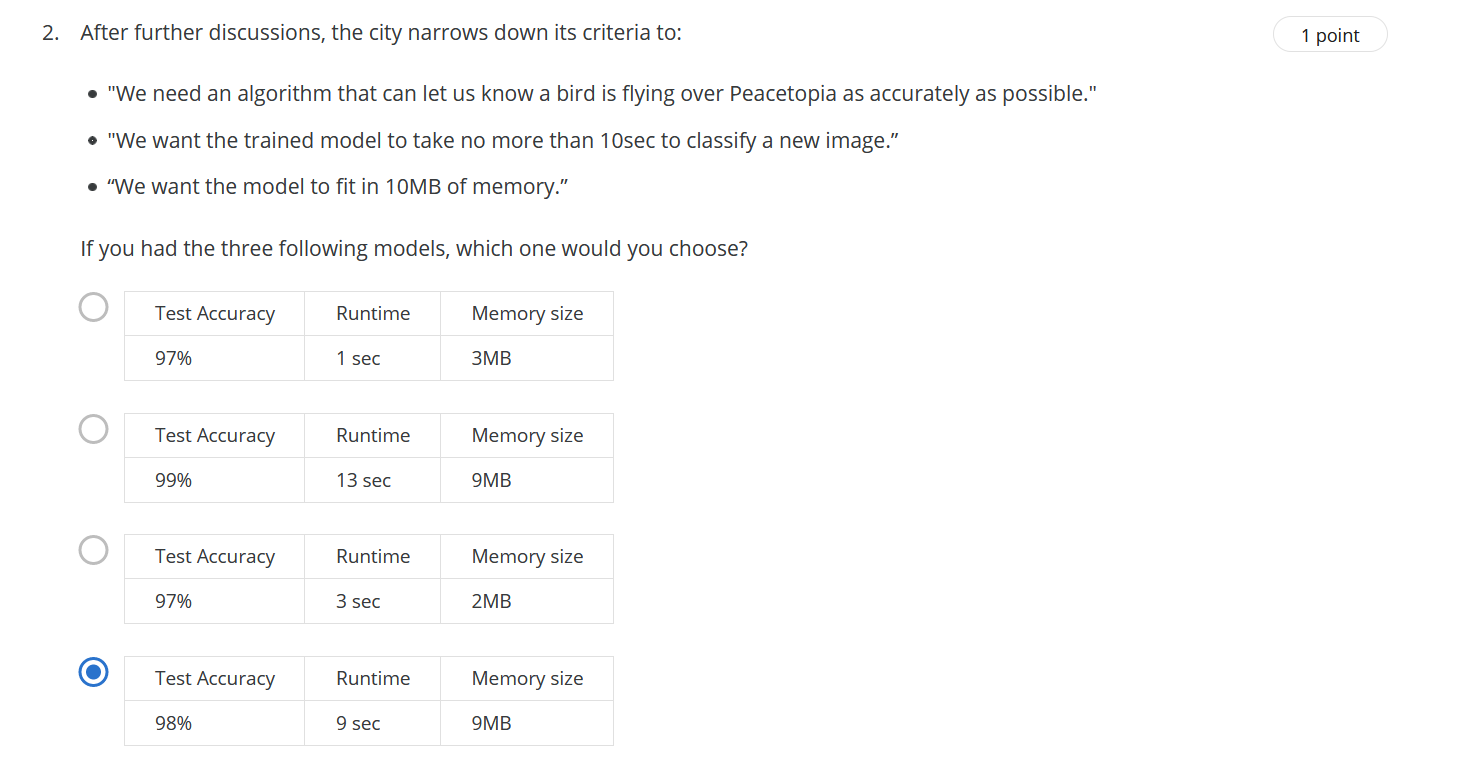 2. After further discussions, the city narrows down its criteria to:
1 point
• "We need an algorithm that can let us know a bird is flying over Peacetopia as accurately as possible."
• "We want the trained model to take no more than 10sec to classify a new image.”
• “We want the model to fit in 10MB of memory.”
If you had the three following models, which one would you choose?
Test Accuracy Runtime Memory size
97% 1 sec 3MB
Test Accuracy Runtime Memory size
99% 13 sec 9MB
Test Accuracy Runtime Memory size
97% 3 sec 2MB
Test Accuracy Runtime Memory size
98% 9 sec 9MB